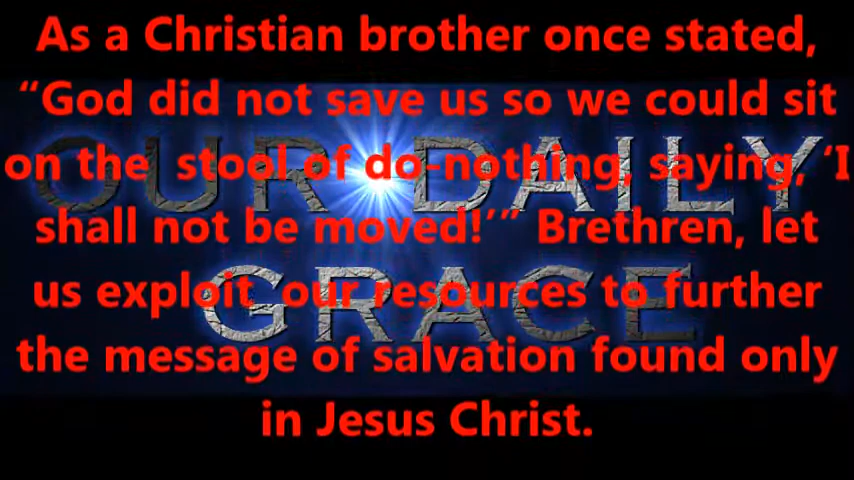 As a Christian brother once stated,
“God did not save us so we could sit
on the stool of do-nothing, saying, ‘I
shall not be moved!’” Brethren, let
us exploit our resources to further
the message of salvation found only
in Jesus Christ.
OUR DAILY
GRACE